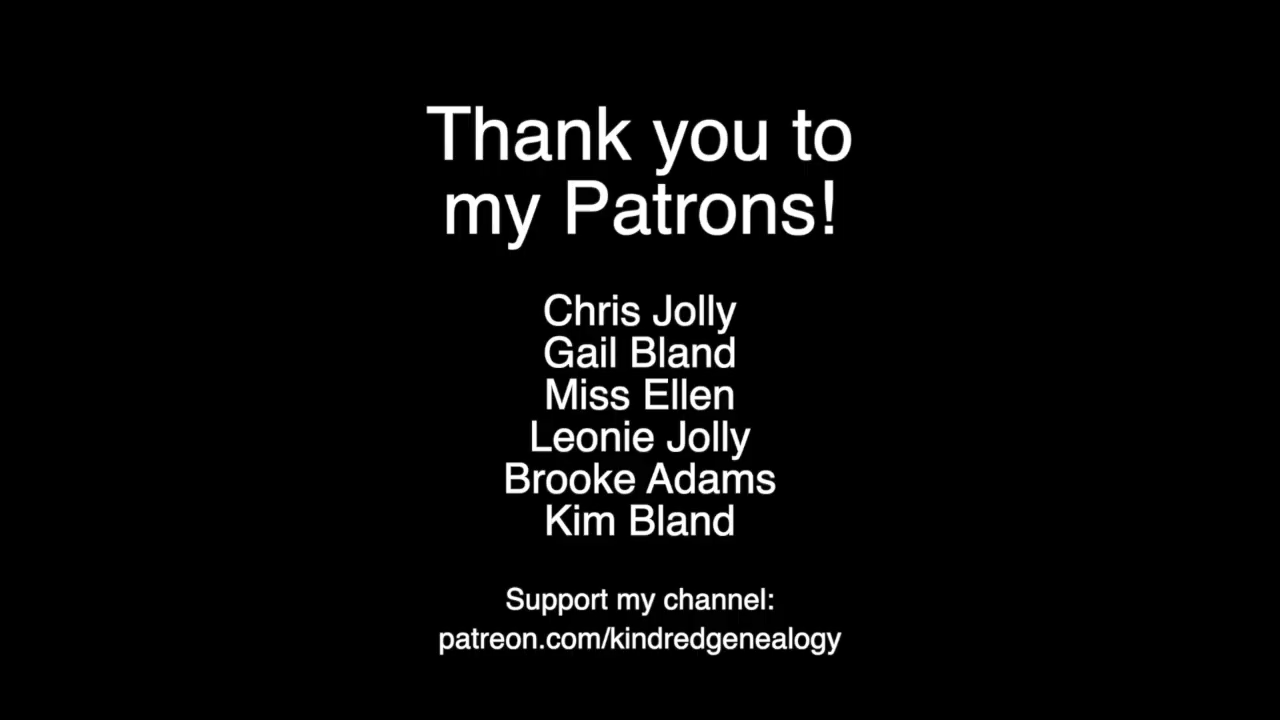 Thank you to
my Patrons!
Chris Jolly
Gail Bland
Miss Ellen
Leonie Jolly
Brooke Adams
Kim Bland
Support my channel:
patreon.com/kindredgenealogy